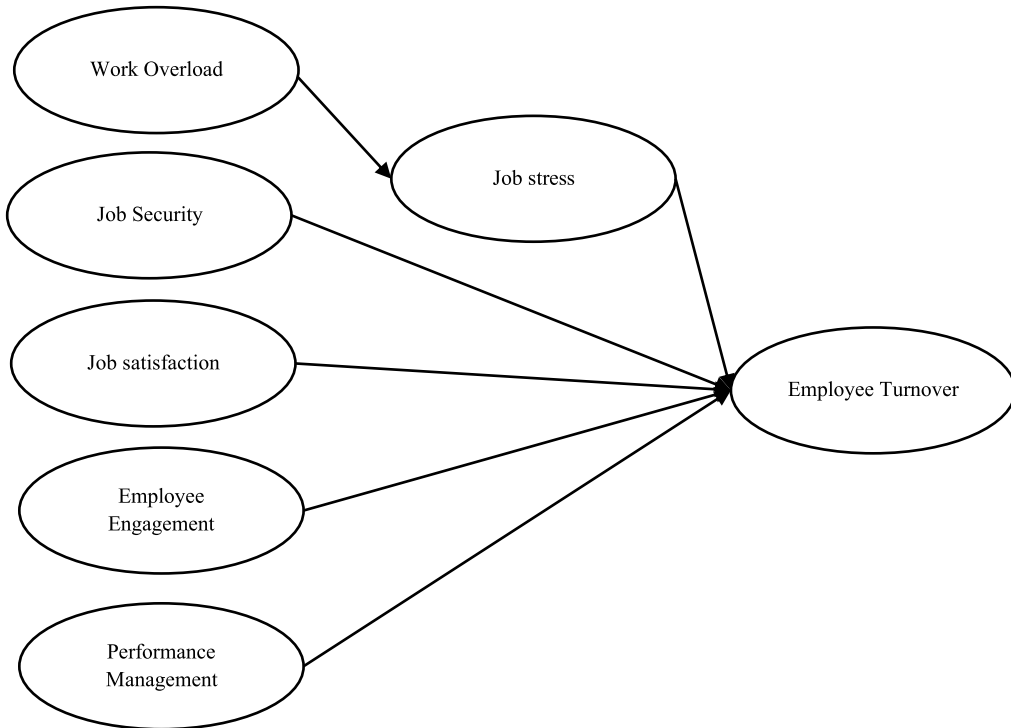 Work Overload
Job stress
Job Security
Job satisfaction
Employee Turnover
Employee
Engagement
Performance
Management